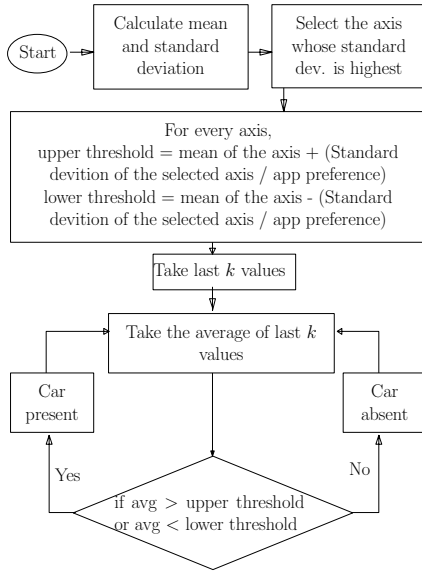 Start
Calculate mean
and standard
deviation
Select the axis
whose standard
dev. is highest
For every axis,
upper threshold = mean of the axis + (Standard
devition of the selected axis / app preference)
lower threshold = mean of the axis - (Standard
devition of the selected axis / app preference)
Take last k values
Take the average of last k
values
Car
present
Car
absent
Yes
No
if avg > upper threshold
or avg < lower threshold